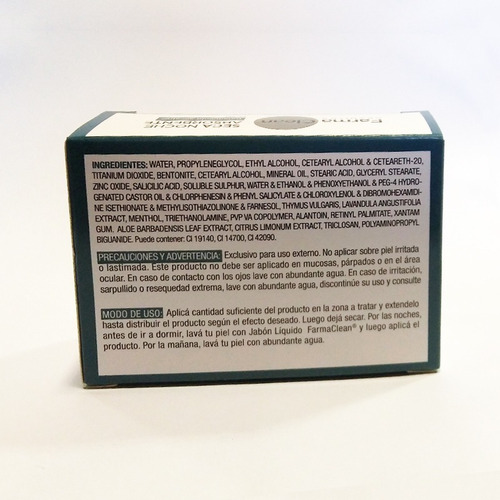 Farma Clean
SECA NOCHE
ABSORBENTE
INGREDIENTES: WATER, PROPYLENEGLYCOL, ETHYL ALCOHOL, CETEARYL ALCOHOL & CETEARETH-20,
TITANIUM DIOXIDE, BENTONITE, CETEARYL ALCOHOL, MINERAL OIL, STEARIC ACID, GLYCERYL STEARATE,
ZINC OXIDE, SALICILIC ACID, SOLUBLE SULPHUR, WATER & ETHANOL & PHENOXYETHANOL & PEG-4 HYDRO-
GENATED CASTOR OIL & CHLORPHENESIN & PHENYL SALICYLATE & CHLOROXYLENOL & DIBROMOHEXAMIDI-
NE ISETHIONATE & METHYLISOTHIAZOLINONE & FARNESOL, THYMUS VULGARIS, LAVANDULA ANGUSTIFOLIA
EXTRACT, MENTHOL, TRIETHANOLAMINE, PVP VA COPOLYMER, ALANTOIN, RETINYL PALMITATE, XANTAM
GUM, ALOE BARBADENSIS LEAF EXTRACT, CITRUS LIMONUM EXTRACT, TRICLOSAN, POLYAMINOPROPYL
BIGUANIDE. Puede contener: CI 19140, CI 14700, CI 42090.
PRECAUCIONES Y ADVERTENCIA: Exclusivo para uso externo. No aplicar sobre piel irritada
o lastimada. Este producto no debe ser aplicado en mucosas, párpados o en el área
ocular. En caso de contacto con los ojos lave con abundante agua. En caso de irritación,
sarpullido o resequedad extrema, lave con abundante agua, discontinúe su uso y consulte
MODO DE USO: Aplicá cantidad suficiente del producto en la zona a tratar y extendelo
hasta distribuir el producto según el efecto deseado. Luego dejá secar. Por las noches,
antes de ir a dormir, lavá tu piel con Jabón Líquido FarmaClean® y luego aplicá el
producto. Por la mañana, lavá tu piel con abundante agua.